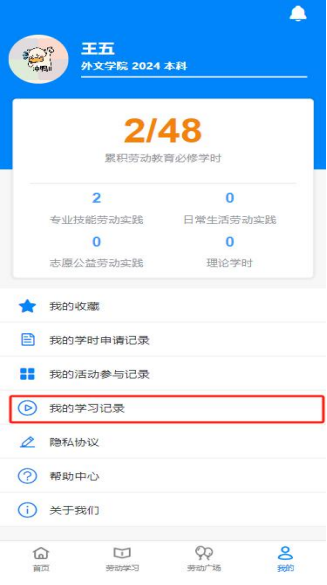 王五
外文学院 2024 本科
冲鸭!!
2/48
累积劳动教育必修学时
2 0
专业技能劳动实践 日常生活劳动实践
0 0
志愿公益劳动实践 理论学时
我的收藏
我的学时申请记录
我的活动参与记录
我的学习记录
隐私协议
帮助中心
关于我们
首页 劳动学习 劳动广场 我的